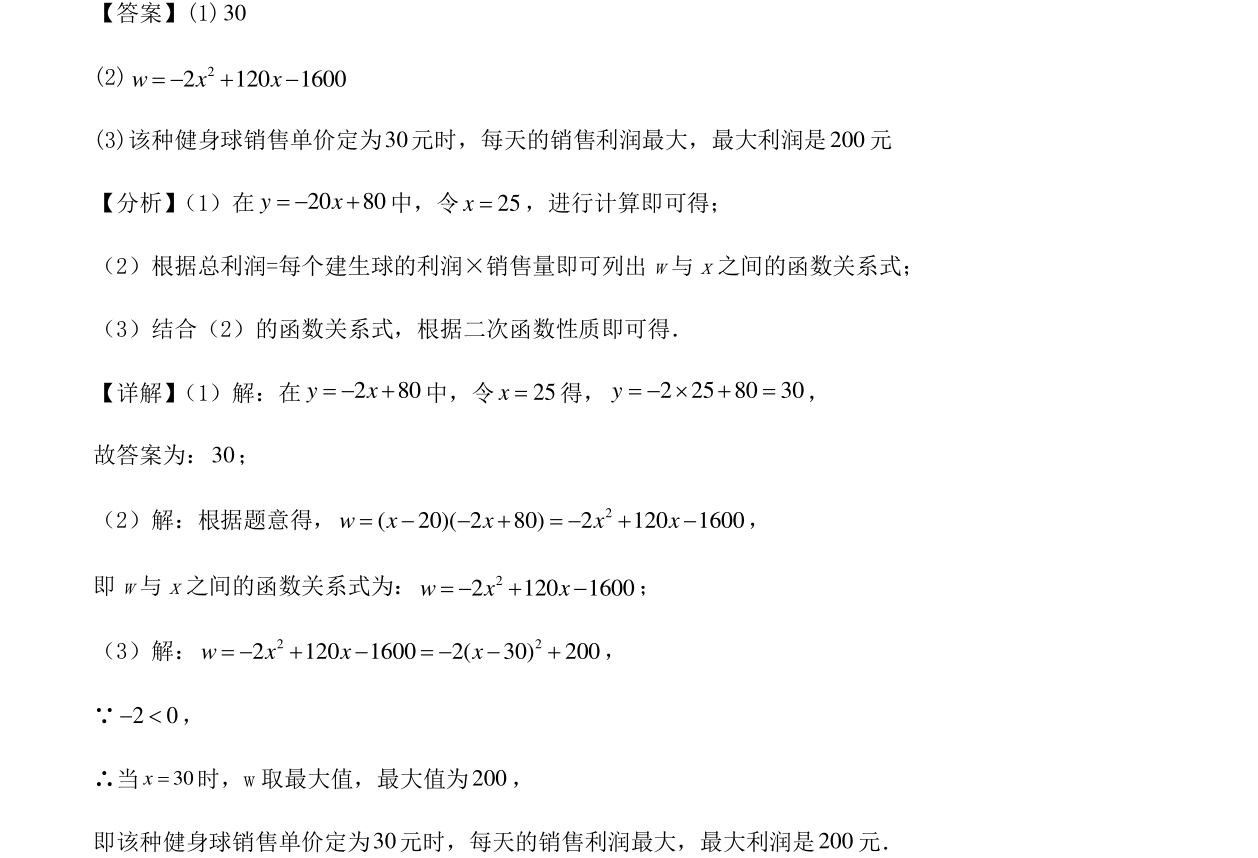 【答案】(1)30
(2) w = −2x² +120x −1600
(3)该种健身球销售单价定为30元时，每天的销售利润最大，最大利润是200元
【分析】（1）在 y = −20x + 80 中，令 x = 25，进行计算即可得；
（2）根据总利润=每个建生球的利润×销售量即可列出 w 与 x 之间的函数关系式；
（3）结合（2）的函数关系式，根据二次函数性质即可得．
【详解】（1）解：在 y = −2x + 80 中，令 x = 25 得， y = −2 × 25 + 80 = 30，
故答案为：30；
（2）解：根据题意得， w = (x − 20)(−2x + 80) = −2x² +120x −1600，
即 w 与 x 之间的函数关系式为： w = −2x² +120x −1600；
（3）解： w = −2x² +120x −1600 = −2(x − 30)² + 200，
∵ −2 < 0，
∴当 x = 30 时，w 取最大值，最大值为200，
即该种健身球销售单价定为30元时，每天的销售利润最大，最大利润是200元．